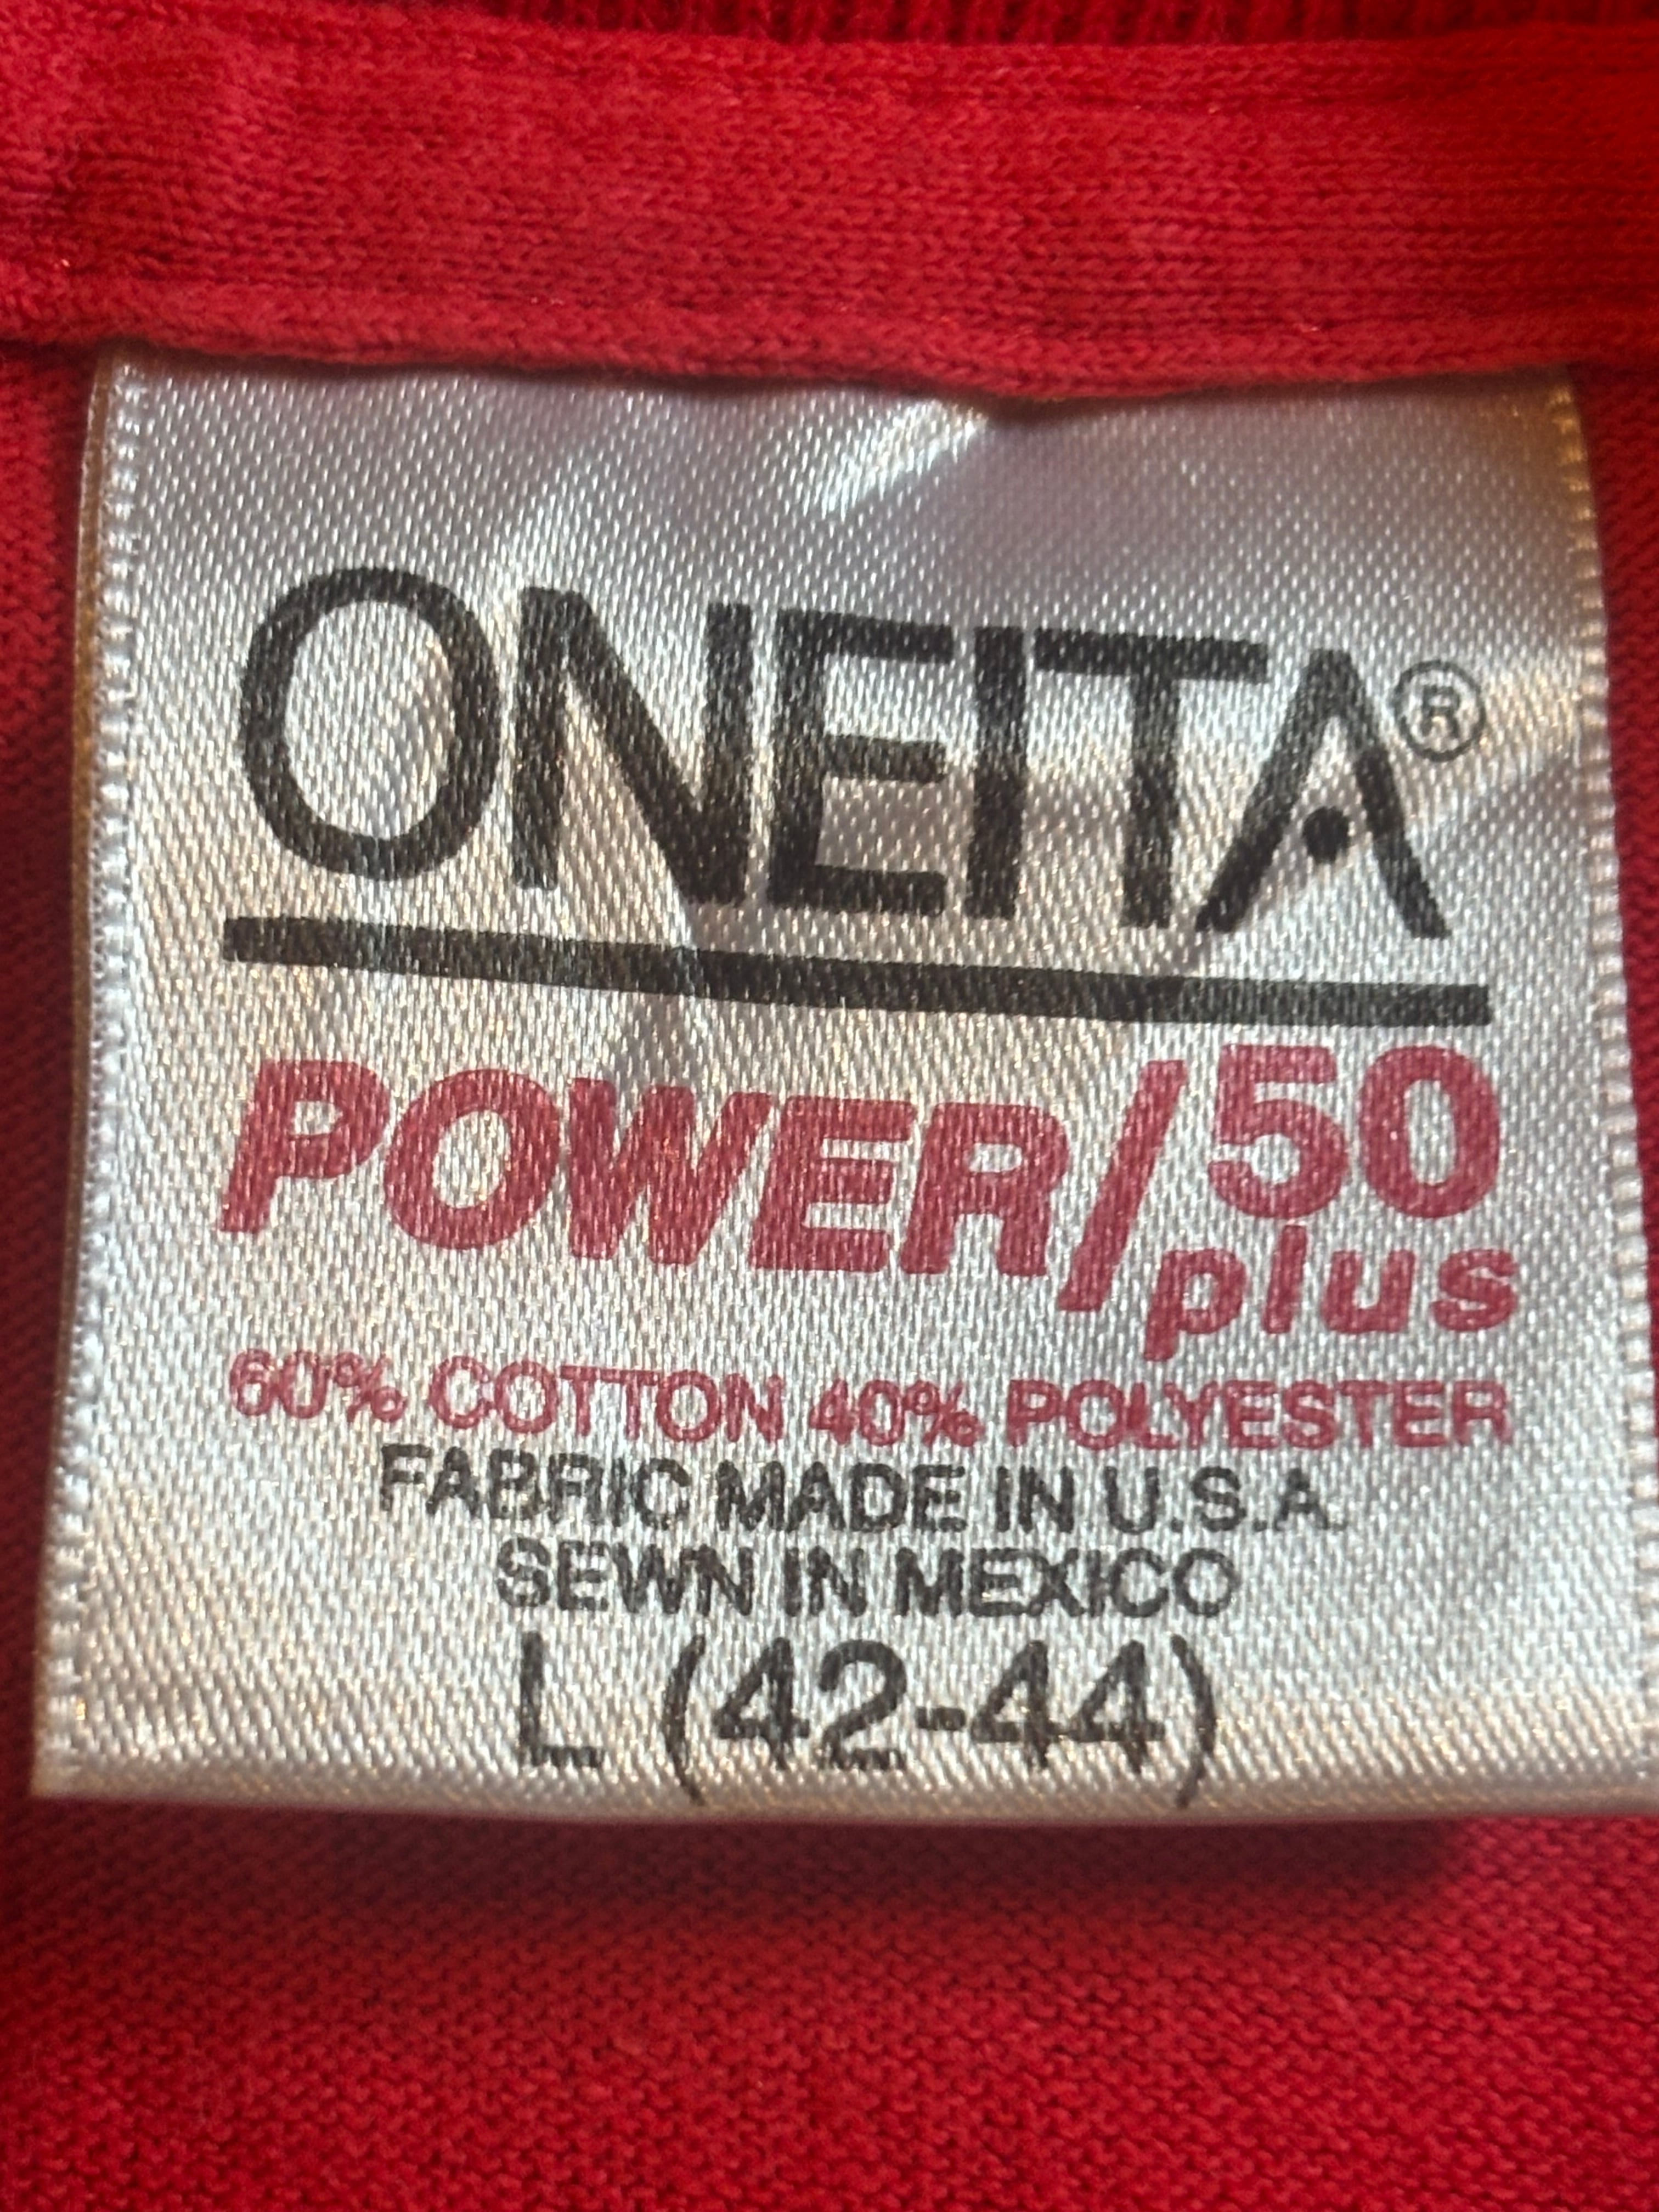 ONEITA®
POWER/50
plus
60% COTTON 40% POLYESTER
FABRIC MADE IN U.S.A.
SEWN IN MEXICO
L (42-44)